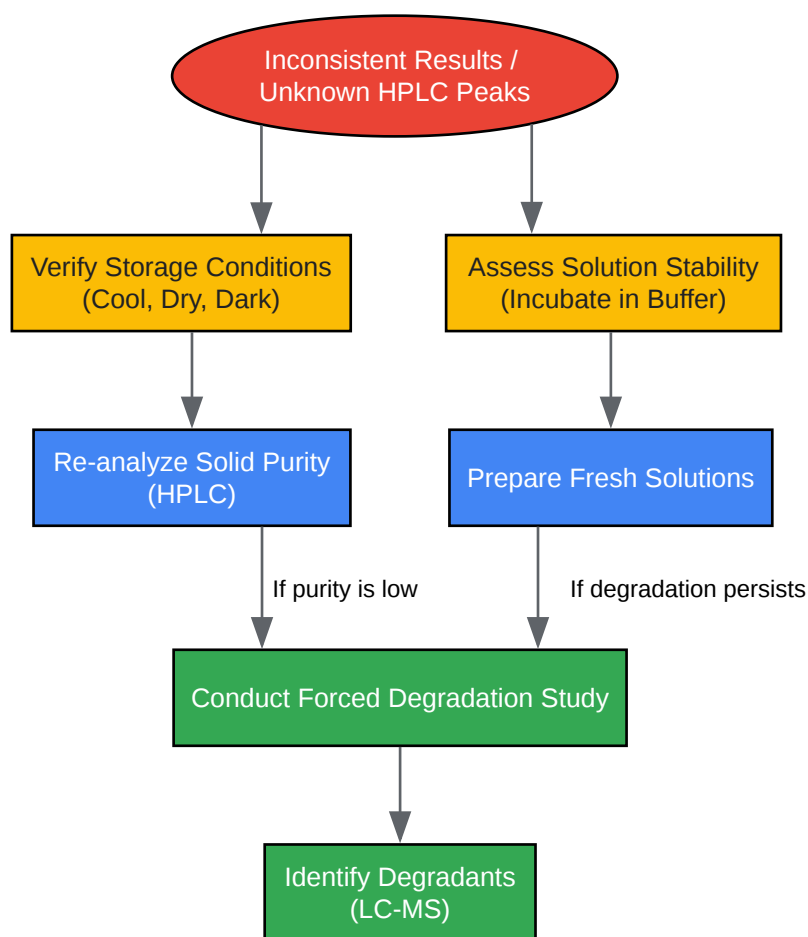 Inconsistent Results /
Unknown HPLC Peaks
Verify Storage Conditions
(Cool, Dry, Dark)
Assess Solution Stability
(Incubate in Buffer)
Re-analyze Solid Purity
(HPLC)
Prepare Fresh Solutions
If purity is low
If degradation persists
Conduct Forced Degradation Study
Identify Degradants
(LC-MS)